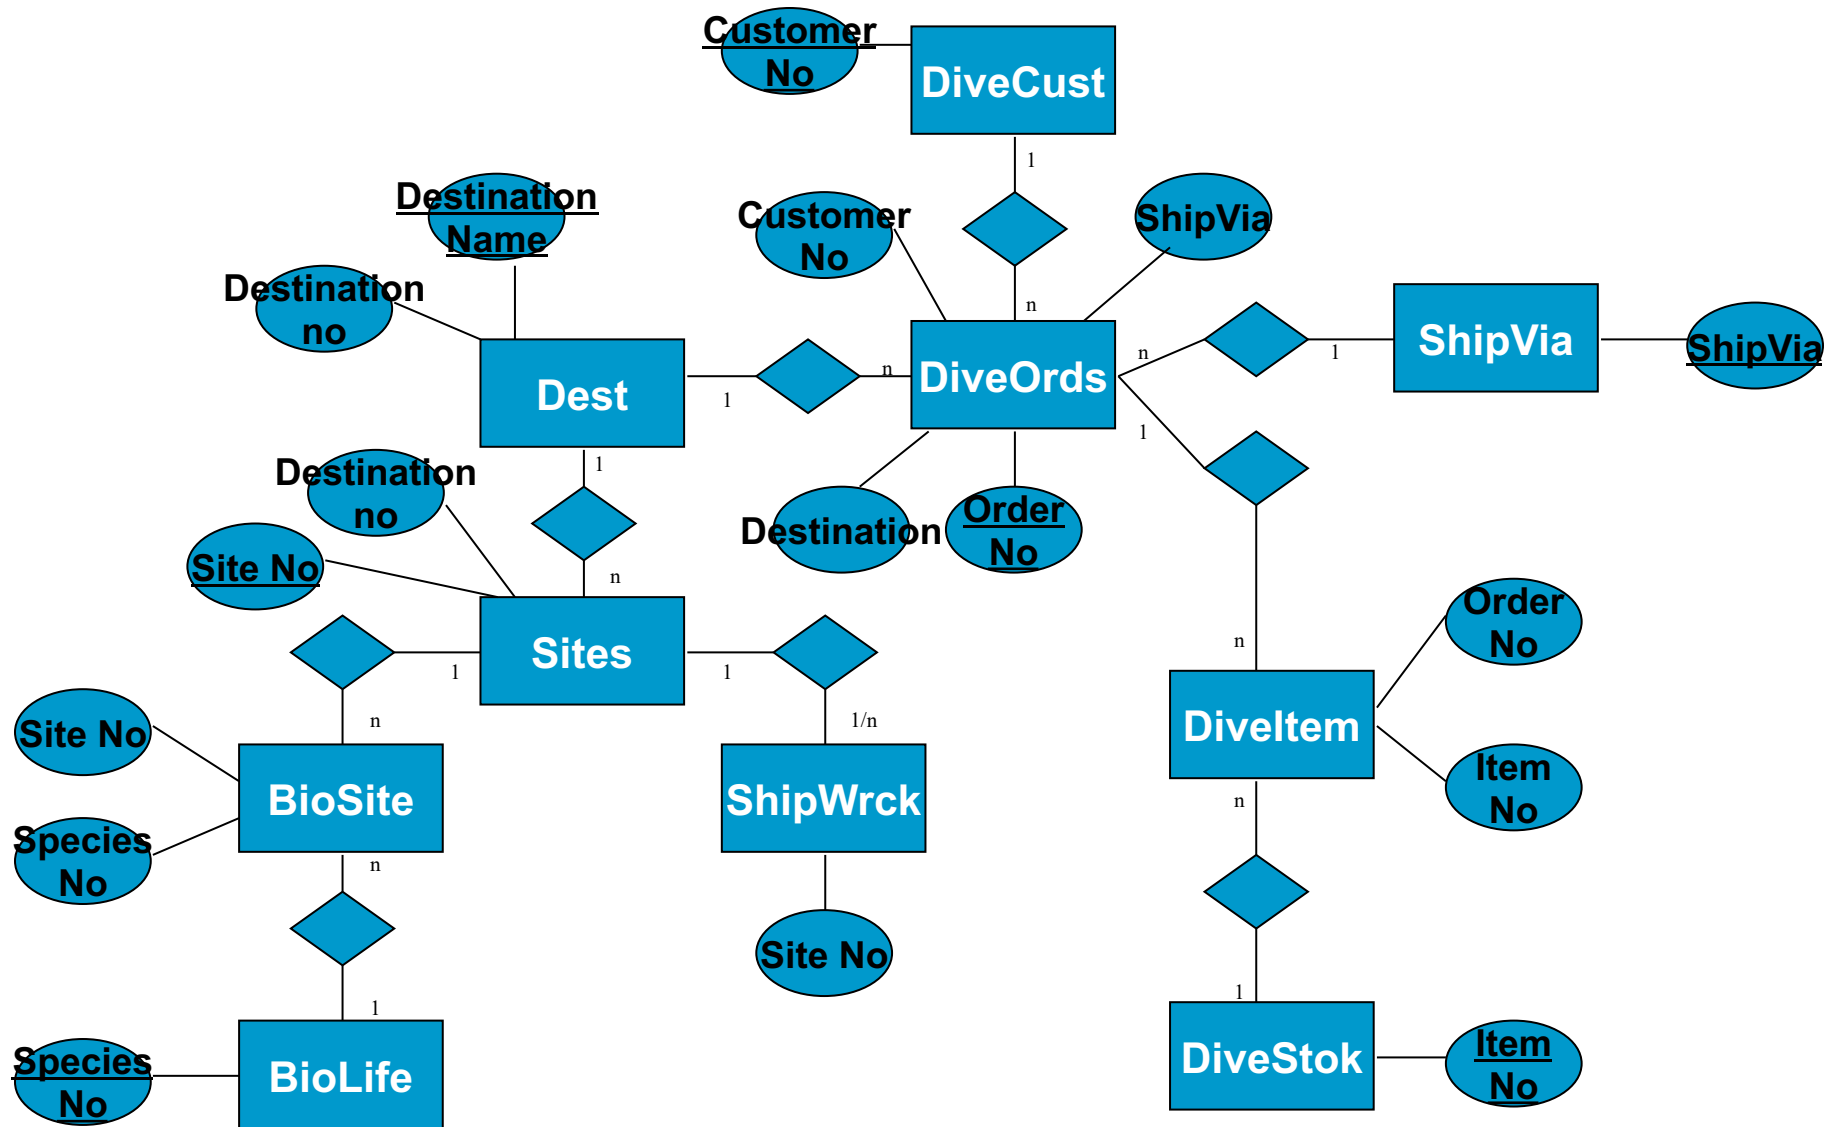 Customer
No
DiveCust
1
Destination
Name
Customer
No
ShipVia
Destination
no
n
Dest
1
n
DiveOrds
n
1
1
ShipVia
ShipVia
1
Destination
no
Destination
Order
No
Site No
n
Sites
1
1
n
Order
No
Site No
n
1/n
DiveItem
BioSite
ShipWrck
Item
No
Species
No
n
n
Site No
1
1
Species
No
BioLife
DiveStok
Item
No